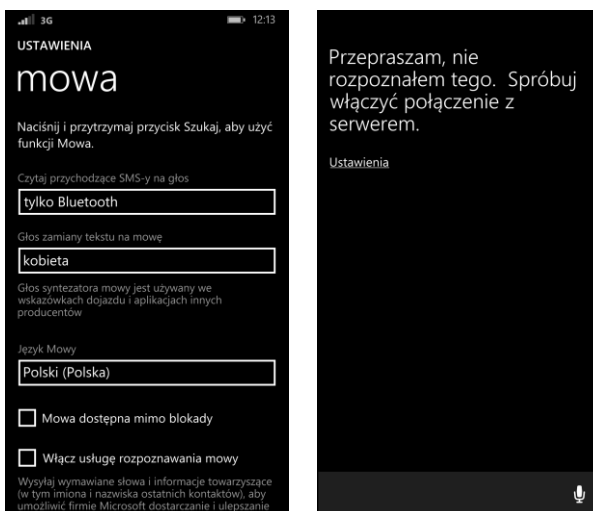 3G 12:13
USTAWIENIA
mowa
Naciśnij i przytrzymaj przycisk Szukaj, aby użyć
funkcji Mowa.
Czytaj przychodzące SMS-y na głos
tylko Bluetooth
Głos zamiany tekstu na mowę
kobieta
Głos syntezatora mowy jest używany we
wskazówkach dojazdu i aplikacjach innych
producentów
Język Mowy
Polski (Polska)
Mowa dostępna mimo blokady
Włącz usługę rozpoznawania mowy
Wysyłaj wymawiane słowa i informacje towarzyszące
(w tym imiona i nazwiska ostatnich kontaktów), aby
umożliwić firmie Microsoft dostarczanie i ulepszanie
Przepraszam, nie
rozpoznałem tego. Spróbuj
włączyć połączenie z
serwerem.
Ustawienia